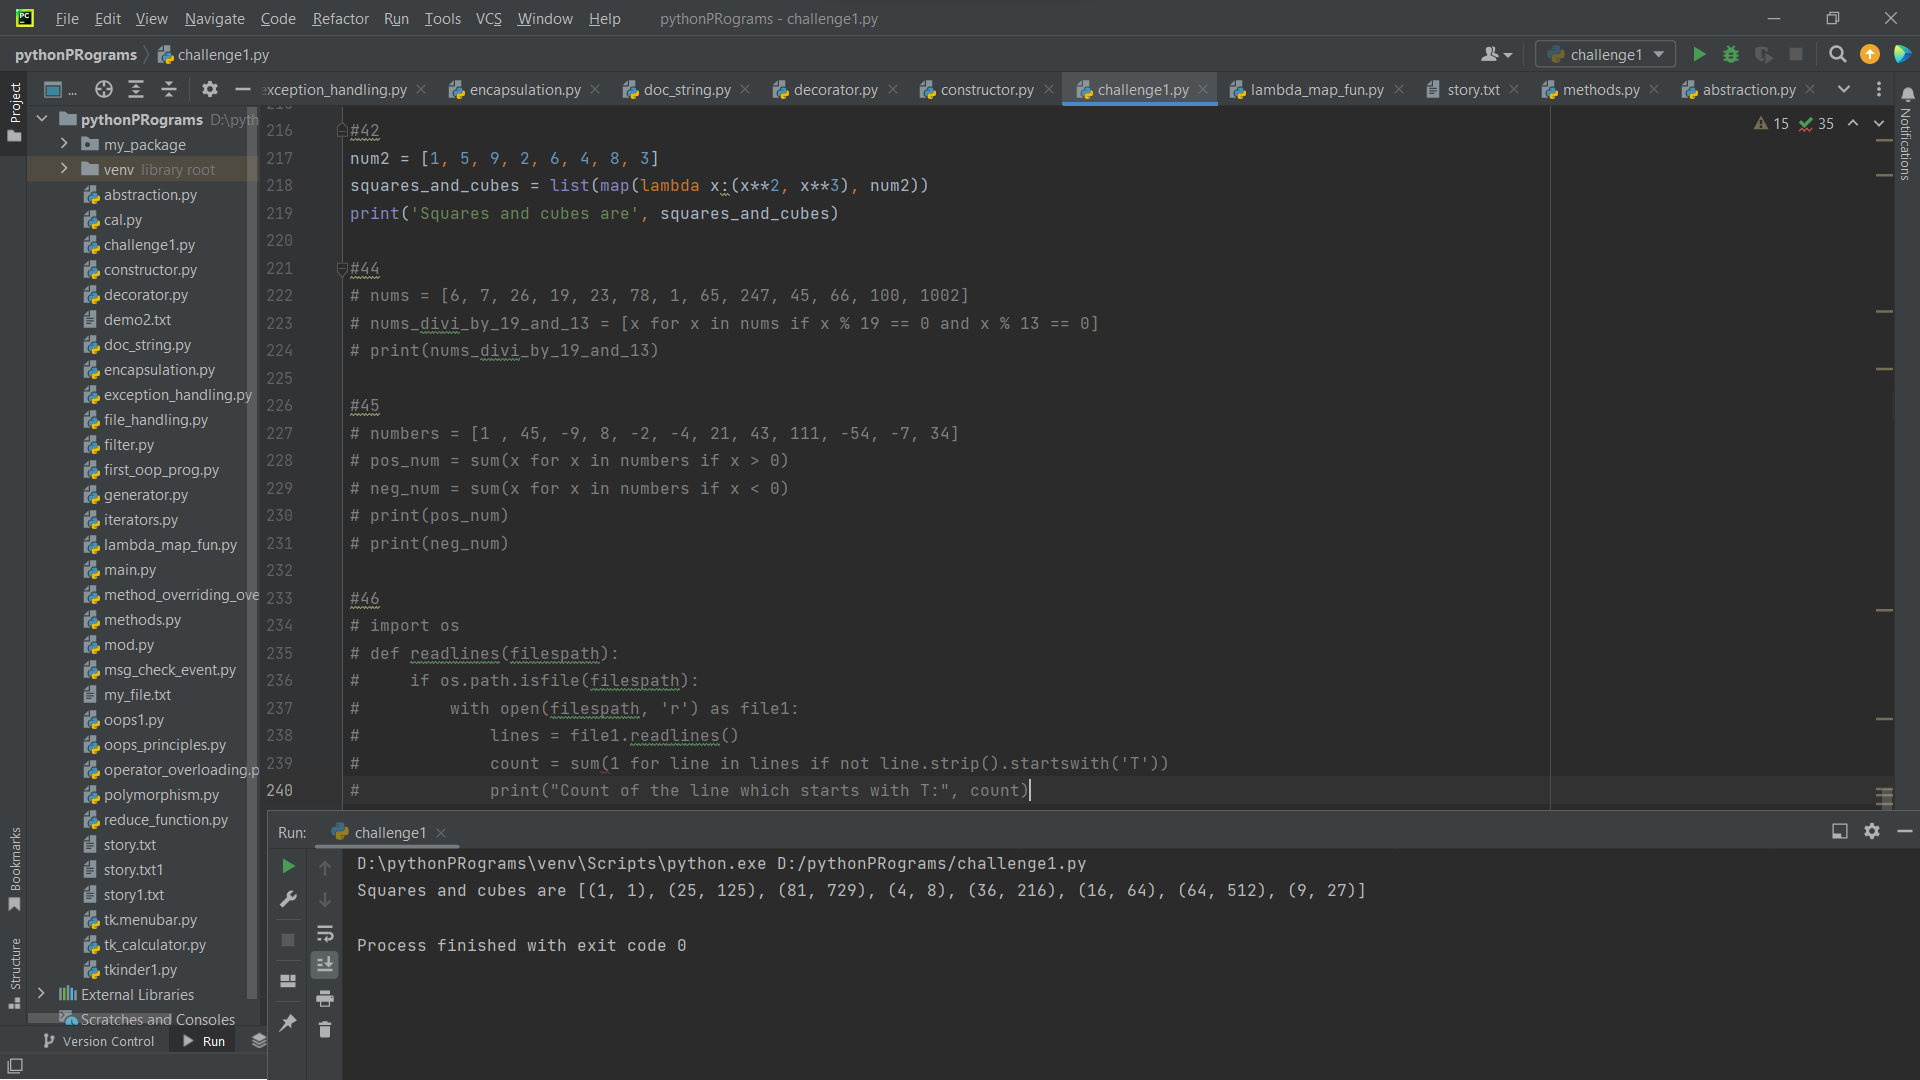 PC
File Edit View Navigate Code Refactor Run Tools VCS Window Help pythonPRograms - challenge1.py
pythonPRograms challenge1.py
challenge1
Project
...
exception_handling.py encapsulation.py doc_string.py decorator.py constructor.py challenge1.py lambda_map_fun.py story.txt methods.py abstraction.py
Notifications
15 35
pythonPRograms D:\pyth
my_package
venv library root
abstraction.py
cal.py
challenge1.py
constructor.py
decorator.py
demo2.txt
doc_string.py
encapsulation.py
exception_handling.py
file_handling.py
filter.py
first_oop_prog.py
generator.py
iterators.py
lambda_map_fun.py
main.py
method_overriding_ove
methods.py
mod.py
msg_check_event.py
my_file.txt
oops1.py
oops_principles.py
operator_overloading.p
polymorphism.py
reduce_function.py
story.txt
story.txt1
story1.txt
tk.menubar.py
tk_calculator.py
tkinder1.py
External Libraries
Scratches and Consoles
216 #42
217 num2 = [1, 5, 9, 2, 6, 4, 8, 3]
218 squares_and_cubes = list(map(lambda x:(x**2, x**3), num2))
219 print('Squares and cubes are', squares_and_cubes)
220
221 #44
222 # nums = [6, 7, 26, 19, 23, 78, 1, 65, 247, 45, 66, 100, 1002]
223 # nums_divi_by_19_and_13 = [x for x in nums if x % 19 == 0 and x % 13 == 0]
224 # print(nums_divi_by_19_and_13)
225
226 #45
227 # numbers = [1 , 45, -9, 8, -2, -4, 21, 43, 111, -54, -7, 34]
228 # pos_num = sum(x for x in numbers if x > 0)
229 # neg_num = sum(x for x in numbers if x < 0)
230 # print(pos_num)
231 # print(neg_num)
232
233 #46
234 # import os
235 # def readlines(filespath):
236 #     if os.path.isfile(filespath):
237 #         with open(filespath, 'r') as file1:
238 #             lines = file1.readlines()
239 #             count = sum(1 for line in lines if not line.strip().startswith('T'))
240 #             print("Count of the line which starts with T:", count)
Bookmarks
Structure
Run: challenge1
D:\pythonPRograms\venv\Scripts\python.exe D:/pythonPRograms/challenge1.py
Squares and cubes are [(1, 1), (25, 125), (81, 729), (4, 8), (36, 216), (16, 64), (64, 512), (9, 27)]
Process finished with exit code 0
Version Control Run